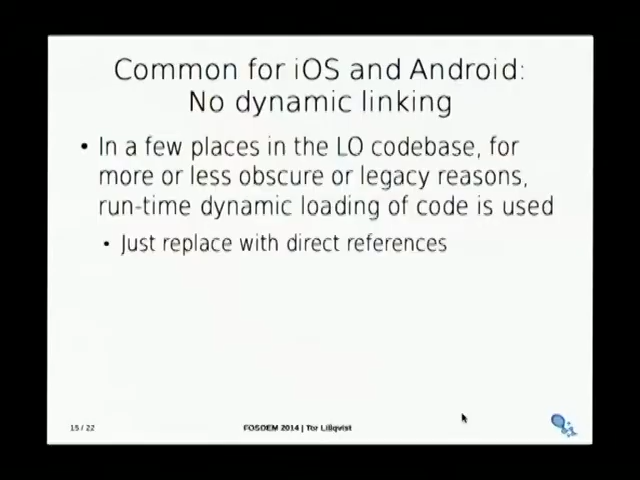 Common for iOS and Android:
No dynamic linking
• In a few places in the LO codebase, for
more or less obscure or legacy reasons,
run-time dynamic loading of code is used
• Just replace with direct references
15 / 22
FOSDEM 2014 | Tor Lillqvist